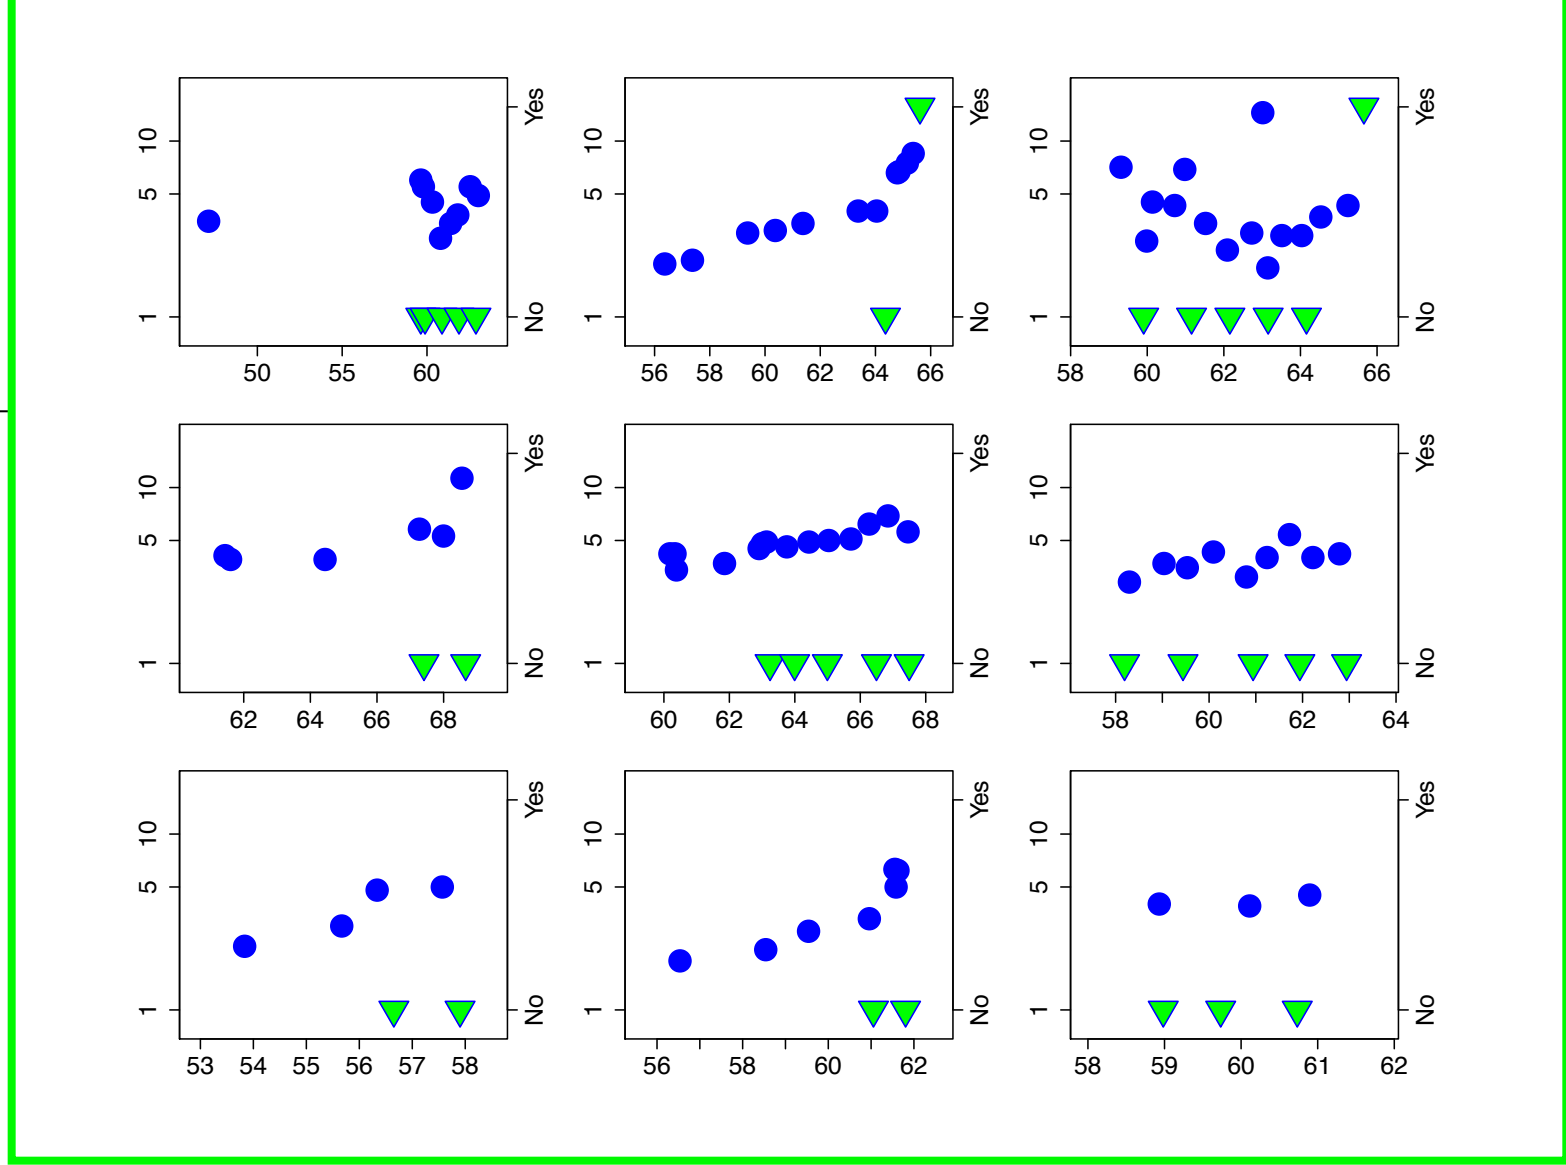 10 Yes 10 Yes 10 Yes
5 5 5
1 No 1 No 1 No
50 55 60 56 58 60 62 64 66 58 60 62 64 66
10 Yes 10 Yes 10 Yes
5 5 5
1 No 1 No 1 No
62 64 66 68 60 62 64 66 68 58 60 62 64
10 Yes 10 Yes 10 Yes
5 5 5
1 No 1 No 1 No
53 54 55 56 57 58 56 58 60 62 58 59 60 61 62